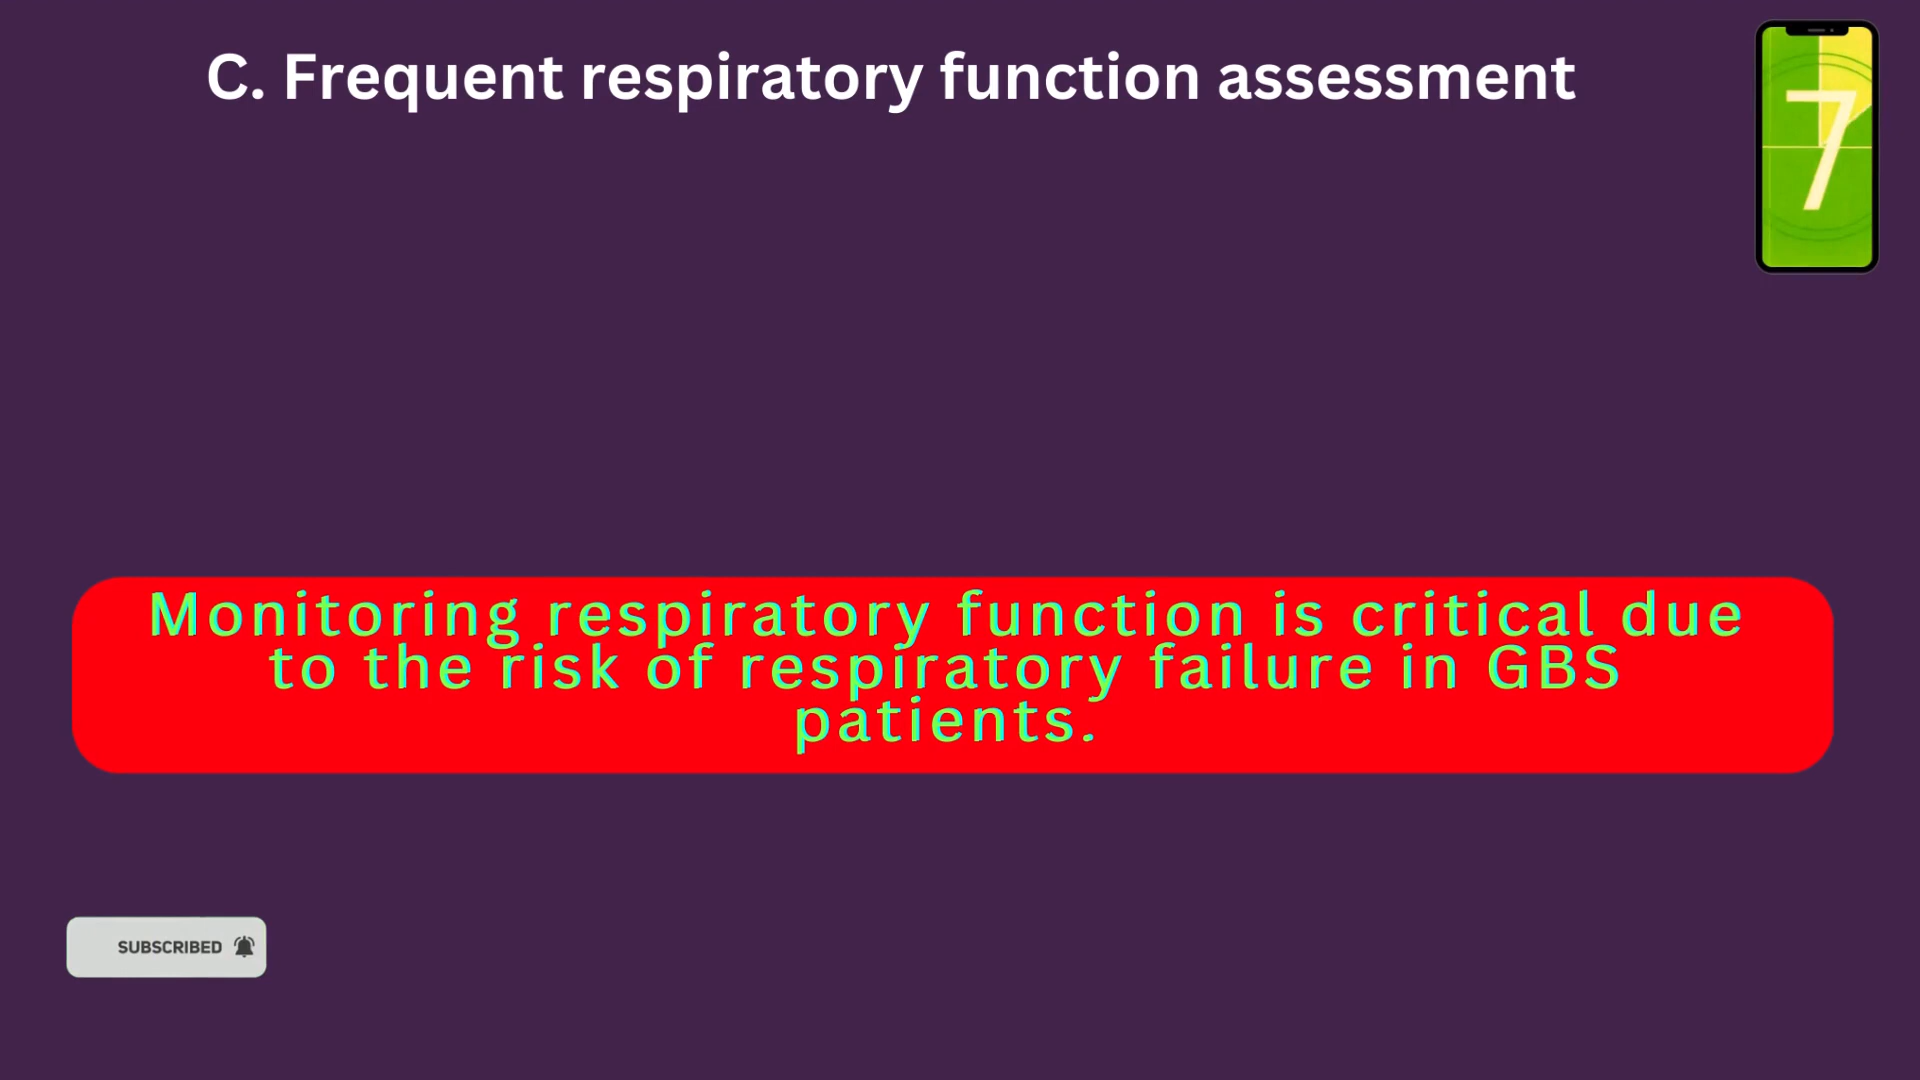 C. Frequent respiratory function assessment
7
Monitoring respiratory function is critical due
to the risk of respiratory failure in GBS
patients.
SUBSCRIBED